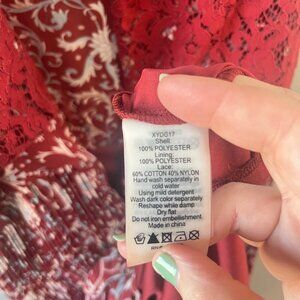 XYDG17
Shell:
100% POLYESTER
Lining:
100% POLYESTER
Lace:
60% COTTON 40% NYLON
Hand wash separately in
cold water
Using mild detergent
Wash dark color separately
Reshape while damp
Dry flat
Do not iron embellishment
Made in china